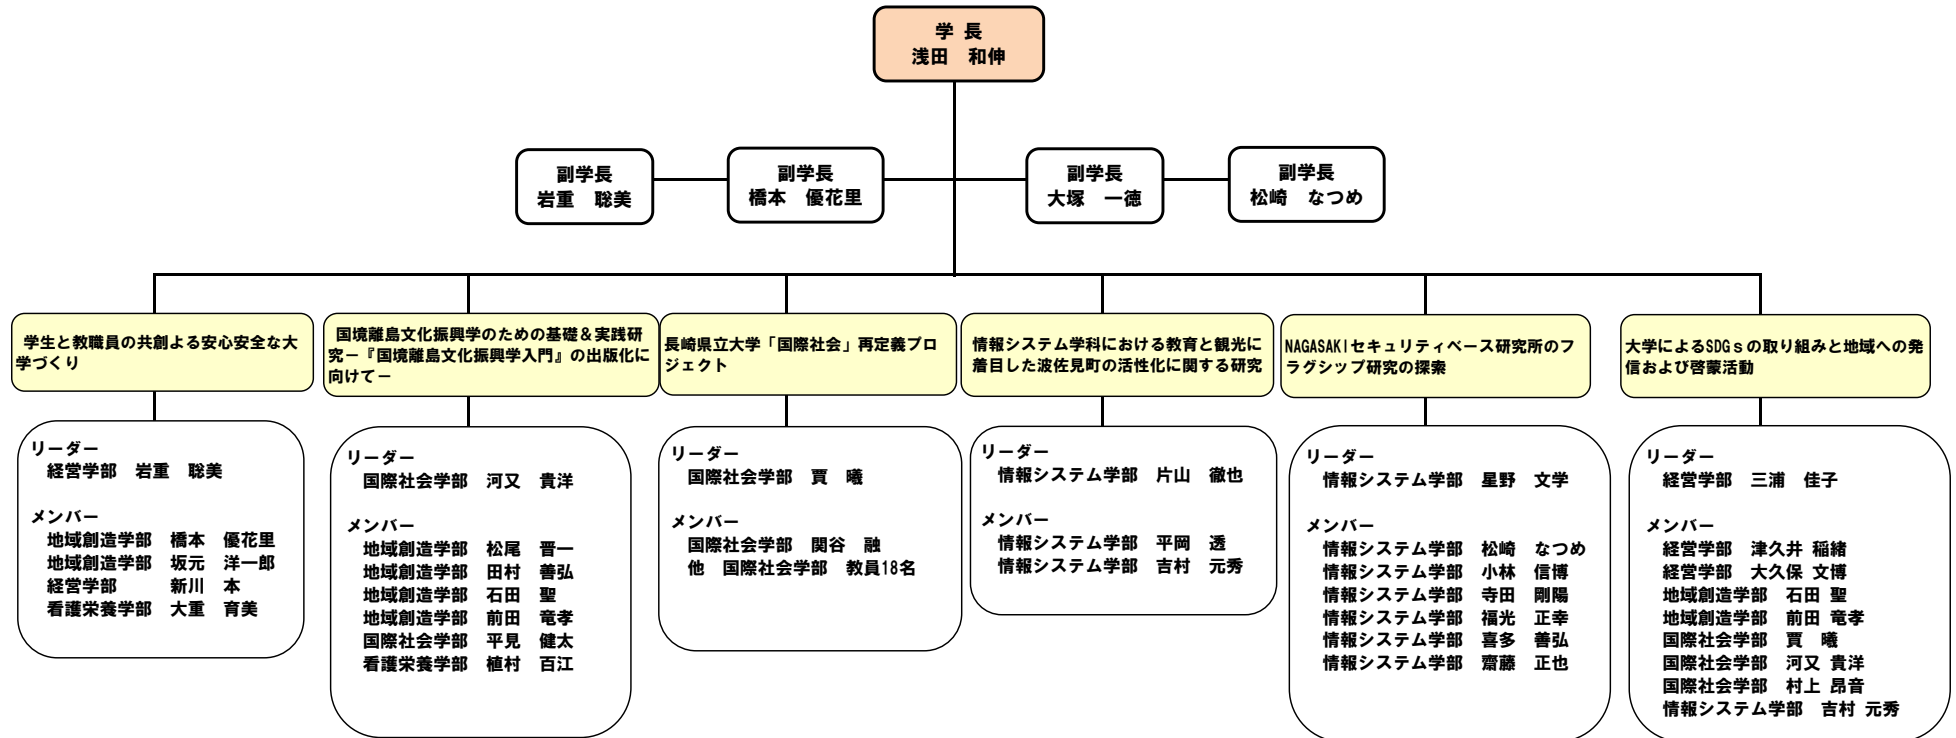 学 長
浅田　和伸
副学長
岩重　聡美
副学長
橋本　優花里
副学長
大塚　一徳
副学長
松崎　なつめ
学生と教職員の共創よる安心安全な大
学づくり
リーダー
経営学部　岩重　聡美
メンバー
地域創造学部　橋本　優花里
地域創造学部　坂元　洋一郎
経営学部　　　新川　本
看護栄養学部　大重　育美
国境離島文化振興学のための基礎＆実践研
究－『国境離島文化振興学入門』の出版化に
向けて－
リーダー
国際社会学部　河又　貴洋
メンバー
地域創造学部　松尾　晋一
地域創造学部　田村　善弘
地域創造学部　石田　聖
地域創造学部　前田　竜孝
国際社会学部　平見　健太
看護栄養学部　植村　百江
長崎県立大学「国際社会」再定義プロ
ジェクト
リーダー
国際社会学部　賈　曦
メンバー
国際社会学部　関谷　融
他　国際社会学部　教員18名
情報システム学科における教育と観光に
着目した波佐見町の活性化に関する研究
リーダー
情報システム学部　片山　徹也
メンバー
情報システム学部　平岡　透
情報システム学部　吉村　元秀
NAGASAKIセキュリティベース研究所のフ
ラグシップ研究の探索
リーダー
情報システム学部　星野　文学
メンバー
情報システム学部　松崎　なつめ
情報システム学部　小林　信博
情報システム学部　寺田　剛陽
情報システム学部　福光　正幸
情報システム学部　喜多　善弘
情報システム学部　齋藤　正也
大学によるSDGｓの取り組みと地域への発
信および啓蒙活動
リーダー
経営学部　三浦　佳子
メンバー
経営学部　津久井 稲緒
経営学部　大久保 文博
地域創造学部　石田 聖
地域創造学部　前田 竜孝
国際社会学部　賈　曦
国際社会学部　河又 貴洋
国際社会学部　村上 昂音
情報システム学部　吉村 元秀